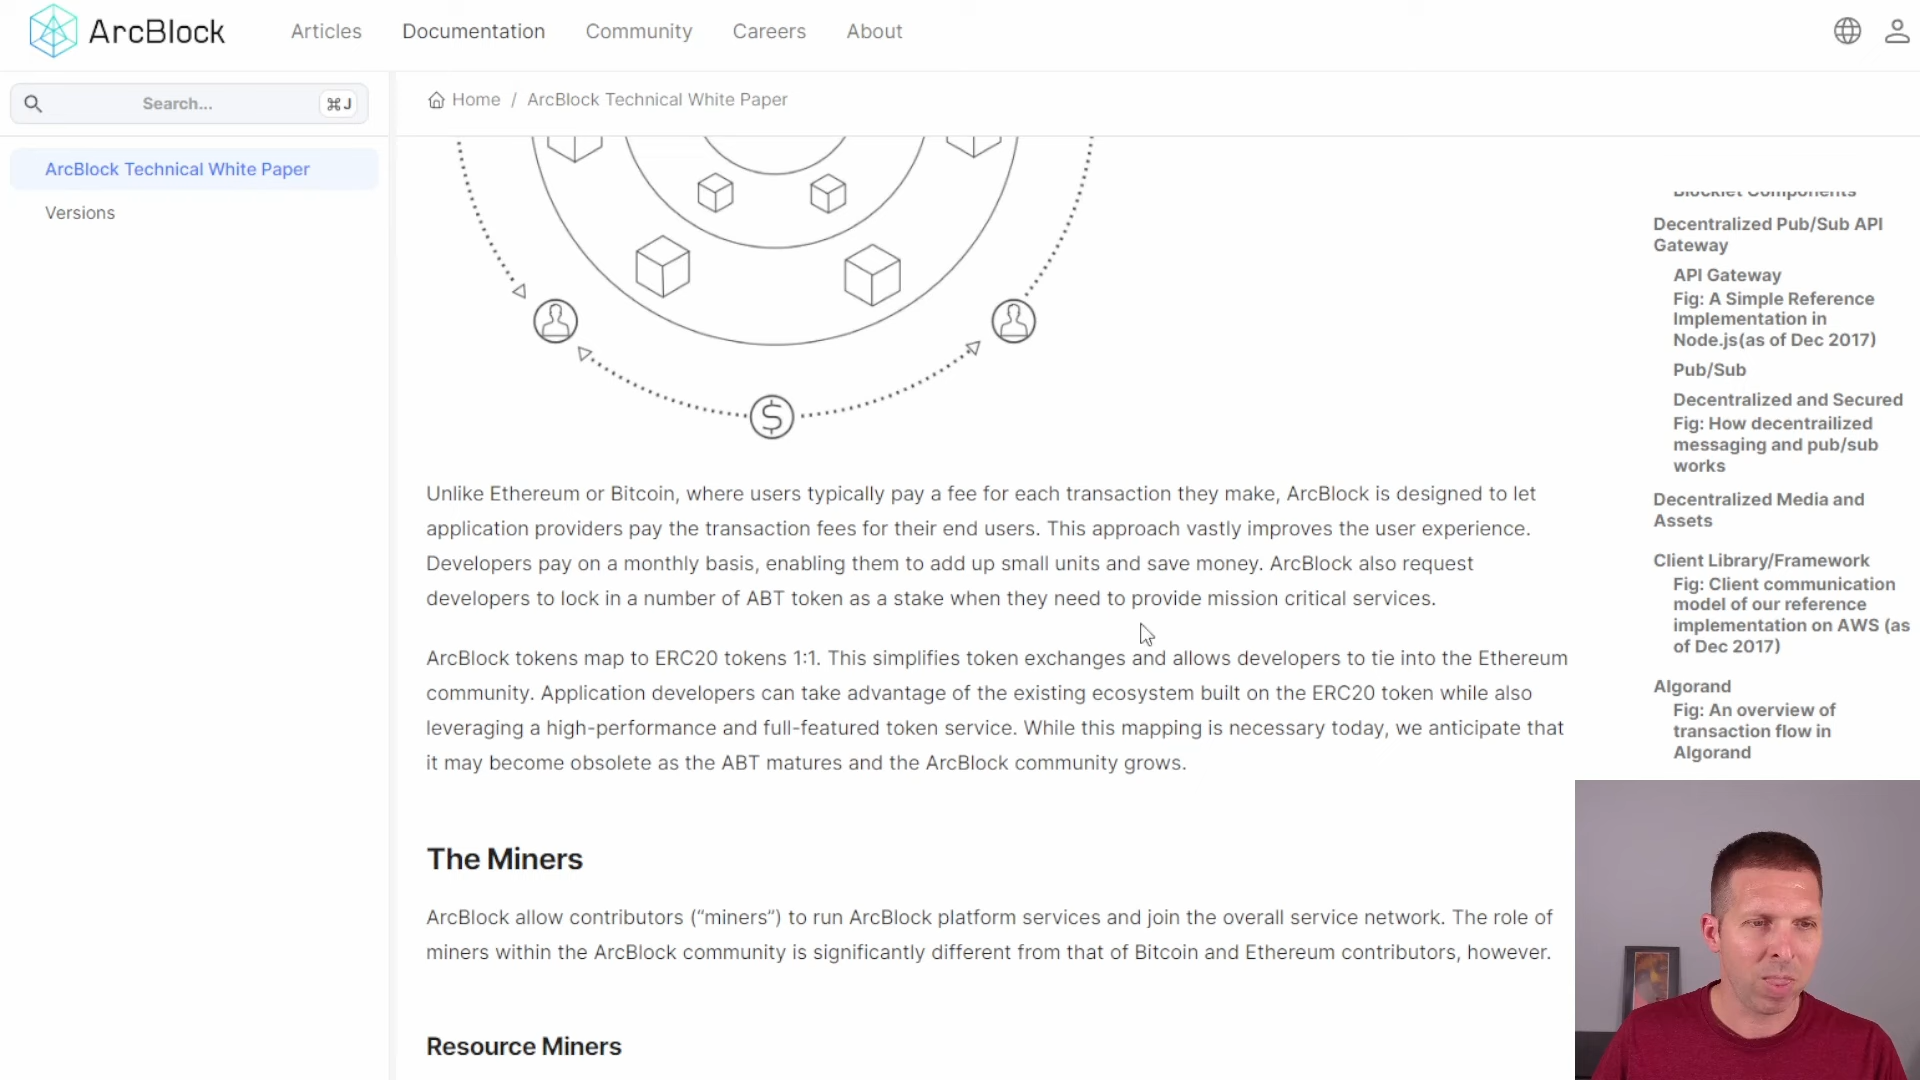 ArcBlock
Articles
Documentation
Community
Careers
About
Search...
⌘J
Home / ArcBlock Technical White Paper
ArcBlock Technical White Paper
Versions
$
Unlike Ethereum or Bitcoin, where users typically pay a fee for each transaction they make, ArcBlock is designed to let
application providers pay the transaction fees for their end users. This approach vastly improves the user experience.
Developers pay on a monthly basis, enabling them to add up small units and save money. ArcBlock also request
developers to lock in a number of ABT token as a stake when they need to provide mission critical services.
ArcBlock tokens map to ERC20 tokens 1:1. This simplifies token exchanges and allows developers to tie into the Ethereum
community. Application developers can take advantage of the existing ecosystem built on the ERC20 token while also
leveraging a high-performance and full-featured token service. While this mapping is necessary today, we anticipate that
it may become obsolete as the ABT matures and the ArcBlock community grows.
The Miners
ArcBlock allow contributors (“miners”) to run ArcBlock platform services and join the overall service network. The role of
miners within the ArcBlock community is significantly different from that of Bitcoin and Ethereum contributors, however.
Resource Miners
Blocklet Components
Decentralized Pub/Sub API
Gateway
API Gateway
Fig: A Simple Reference
Implementation in
Node.js(as of Dec 2017)
Pub/Sub
Decentralized and Secured
Fig: How decentrailized
messaging and pub/sub
works
Decentralized Media and
Assets
Client Library/Framework
Fig: Client communication
model of our reference
implementation on AWS (as
of Dec 2017)
Algorand
Fig: An overview of
transaction flow in
Algorand